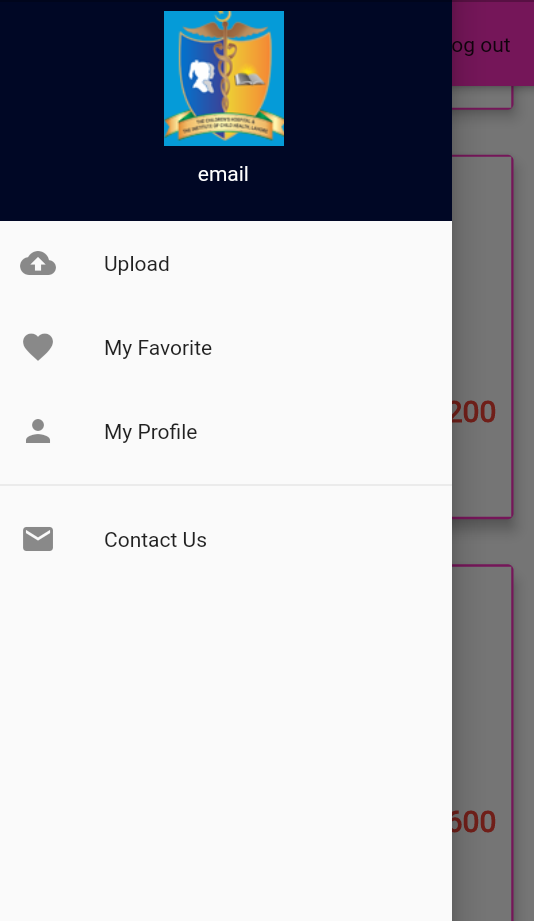 THE CHILDREN'S HOSPITAL &
THE INSTITUTE OF CHILD HEALTH, LAHORE
og out
email
Upload
My Favorite
My Profile
200
Contact Us
600